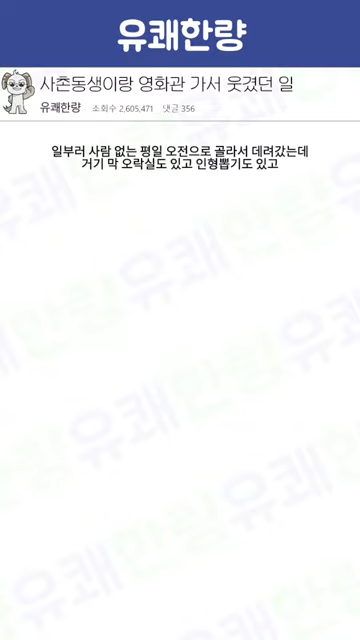 유쾌한량
사촌동생이랑 영화관 가서 웃겼던 일
유쾌한량 조회수 2,605,471 댓글 356
일부러 사람 없는 평일 오전으로 골라서 데려갔는데
거기 막 오락실도 있고 인형뽑기도 있고